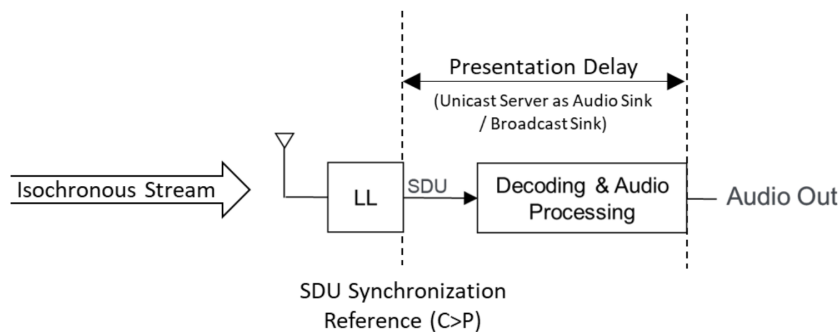 Presentation Delay
(Unicast Server as Audio Sink
/ Broadcast Sink)
Isochronous Stream
LL
SDU
Decoding & Audio
Processing
Audio Out
SDU Synchronization
Reference (C>P)